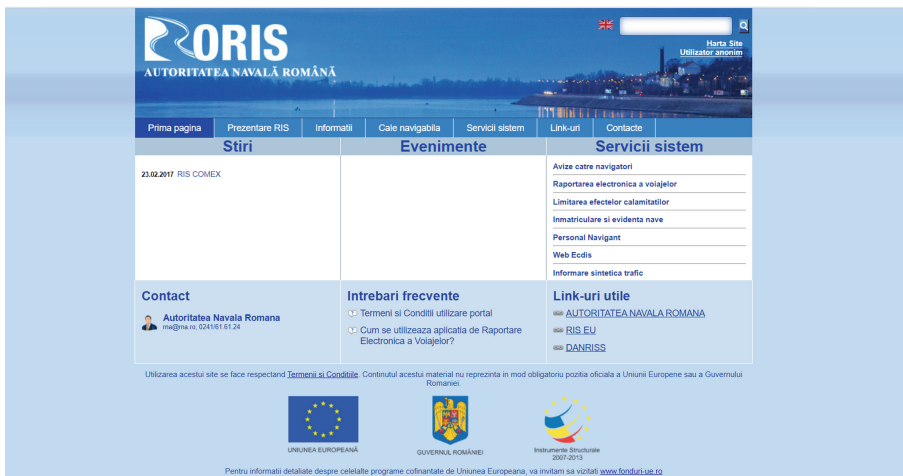 RORIS
AUTORITATEA NAVALĂ ROMÂNĂ
Harta Site
Utilizator anonim
Prima pagina
Prezentare RIS
Informatii
Cale navigabila
Servicii sistem
Link-uri
Contacte
Stiri
Evenimente
Servicii sistem
23.02.2017 RIS COMEX
Avize catre navigatori
Raportarea electronica a voiajelor
Limitarea efectelor calamitatilor
Inmatriculare si evidenta nave
Personal Navigant
Web Ecdis
Informare sintetica trafic
Contact
Autoritatea Navala Romana
rna@rna.ro; 0241/61.61.24
Intrebari frecvente
Termeni si Conditii utilizare portal
Cum se utilizeaza aplicatia de Raportare
Electronica a Voiajelor?
Link-uri utile
AUTORITATEA NAVALA ROMANA
RIS EU
DANRISS
Utilizarea acestui site se face respectand Termenii si Conditiile. Continutul acestui material nu reprezinta in mod obligatoriu pozitia oficiala a Uniunii Europene sau a Guvernului
Romaniei.
UNIUNEA EUROPEANĂ
GUVERNUL ROMÂNIEI
Instrumente Structurale
2007-2013
Pentru informatii detaliate despre celelalte programe cofinantate de Uniunea Europeana, va invitam sa vizitati www.fonduri-ue.ro